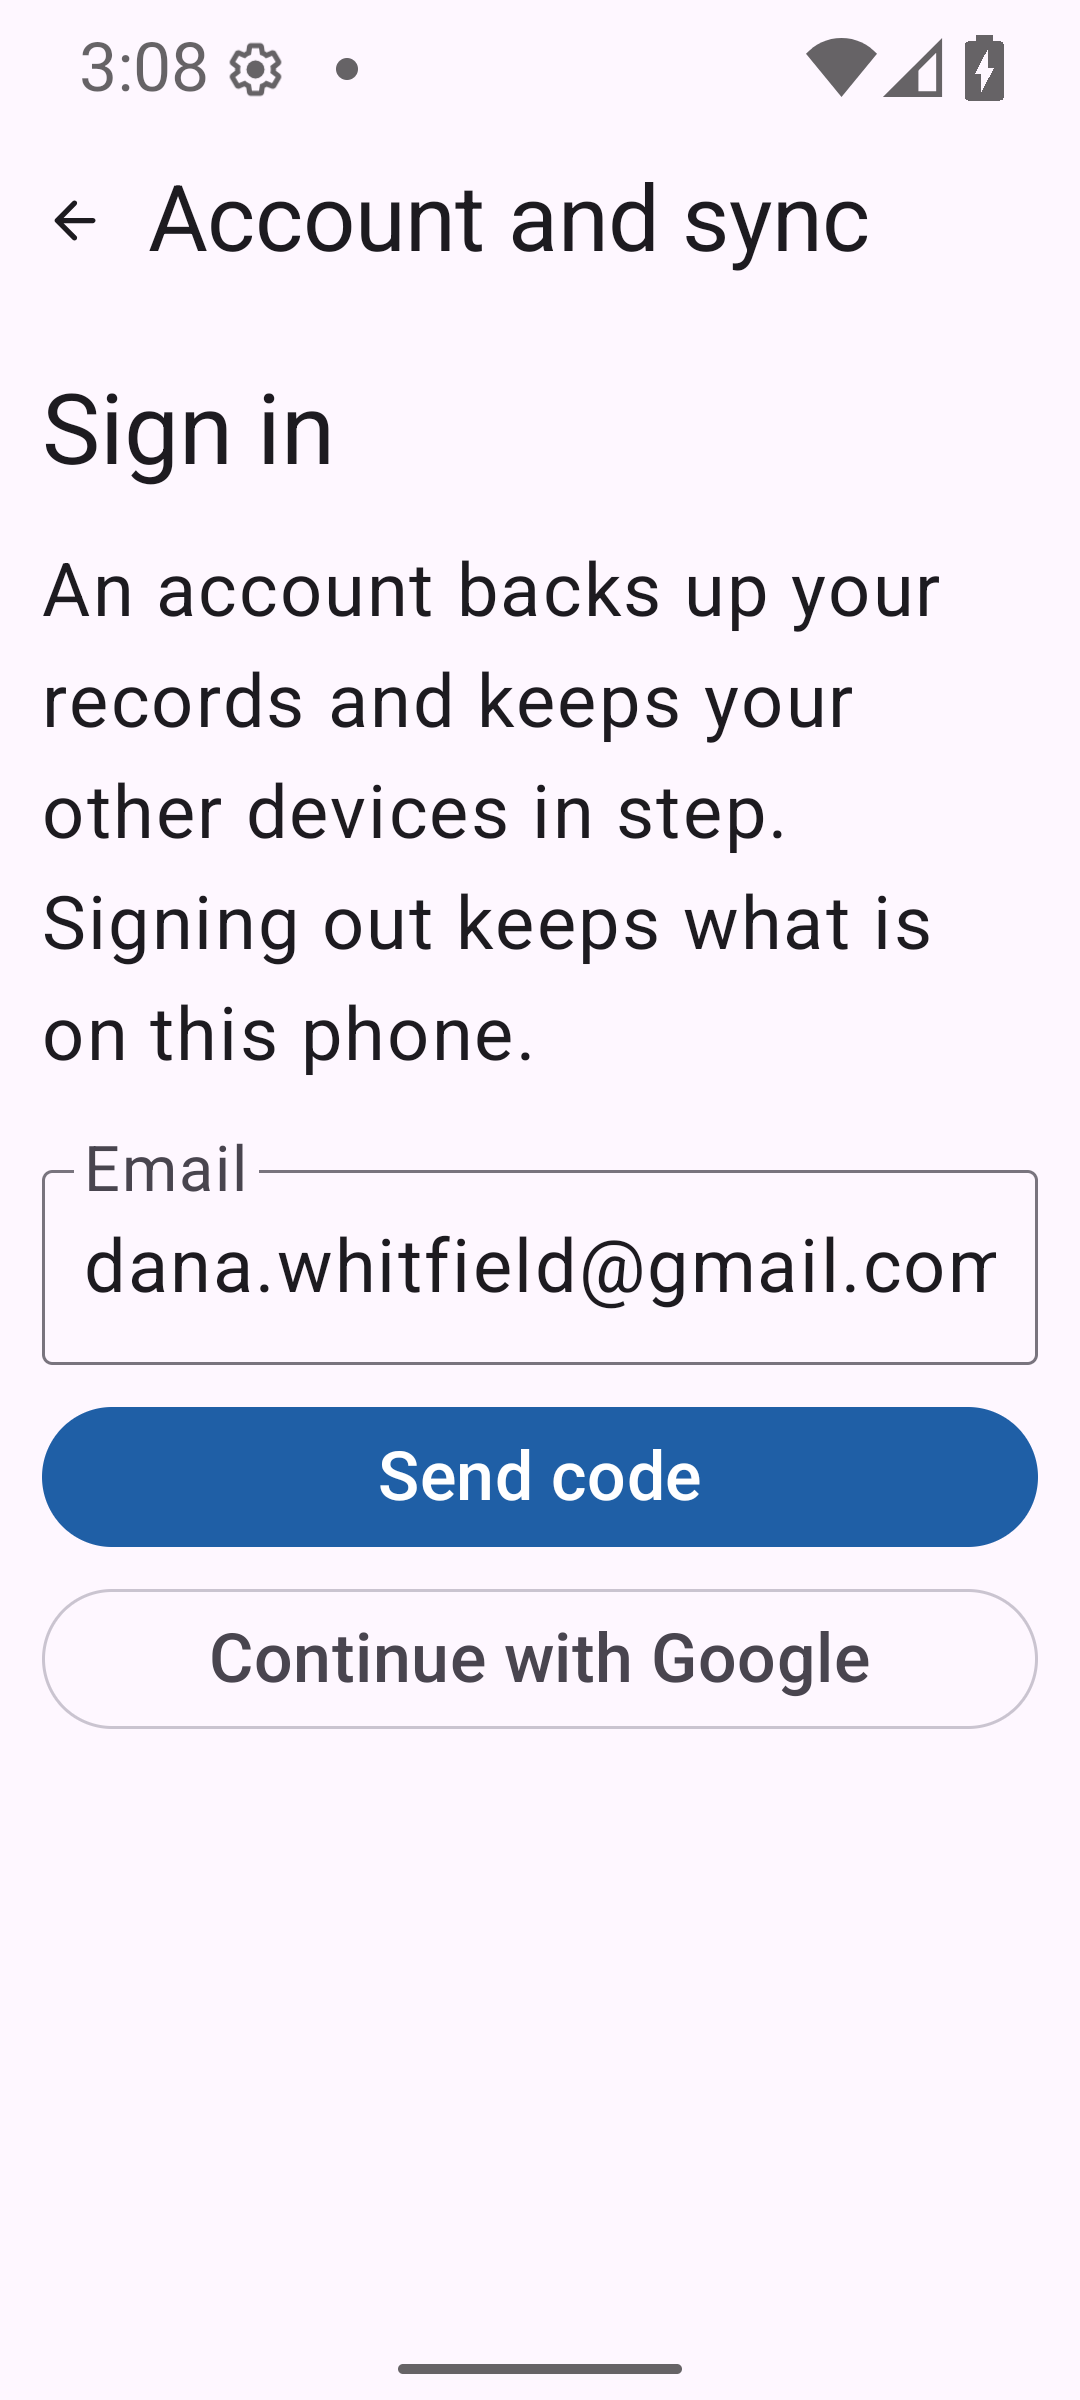 3:08
Account and sync
Sign in
An account backs up your
records and keeps your
other devices in step.
Signing out keeps what is
on this phone.
Email
dana.whitfield@gmail.com
Send code
Continue with Google